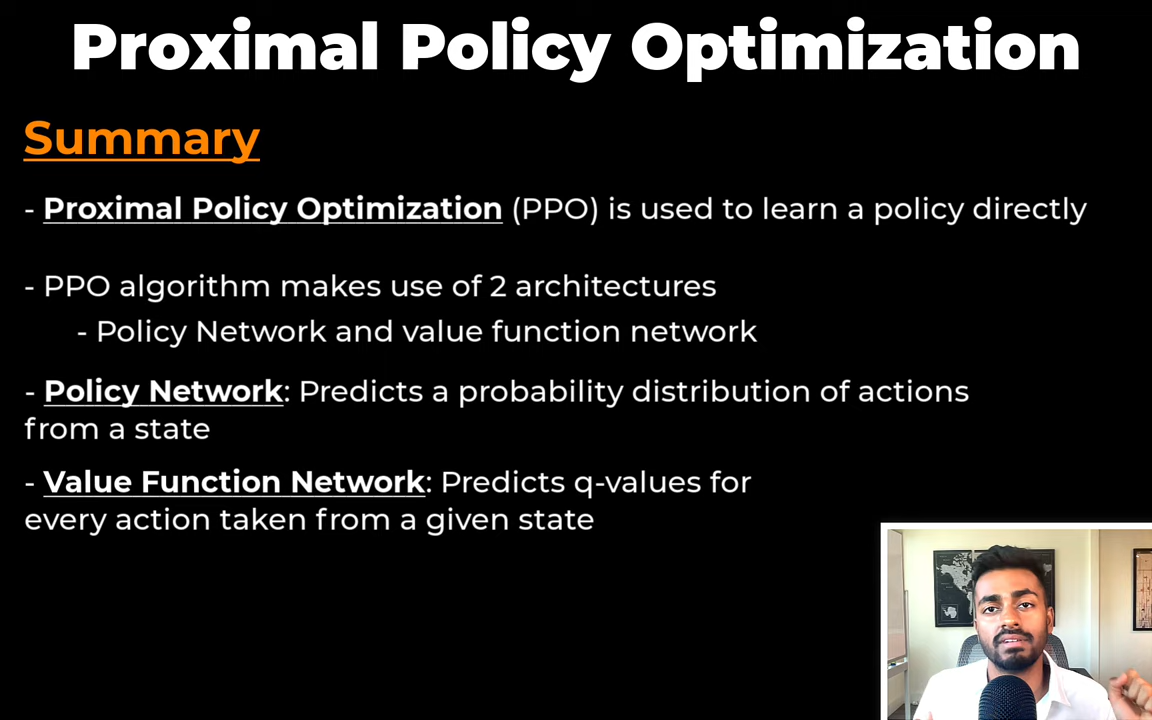 Proximal Policy Optimization
Summary
- Proximal Policy Optimization (PPO) is used to learn a policy directly
- PPO algorithm makes use of 2 architectures
- Policy Network and value function network
- Policy Network: Predicts a probability distribution of actions
from a state
- Value Function Network: Predicts q-values for
every action taken from a given state